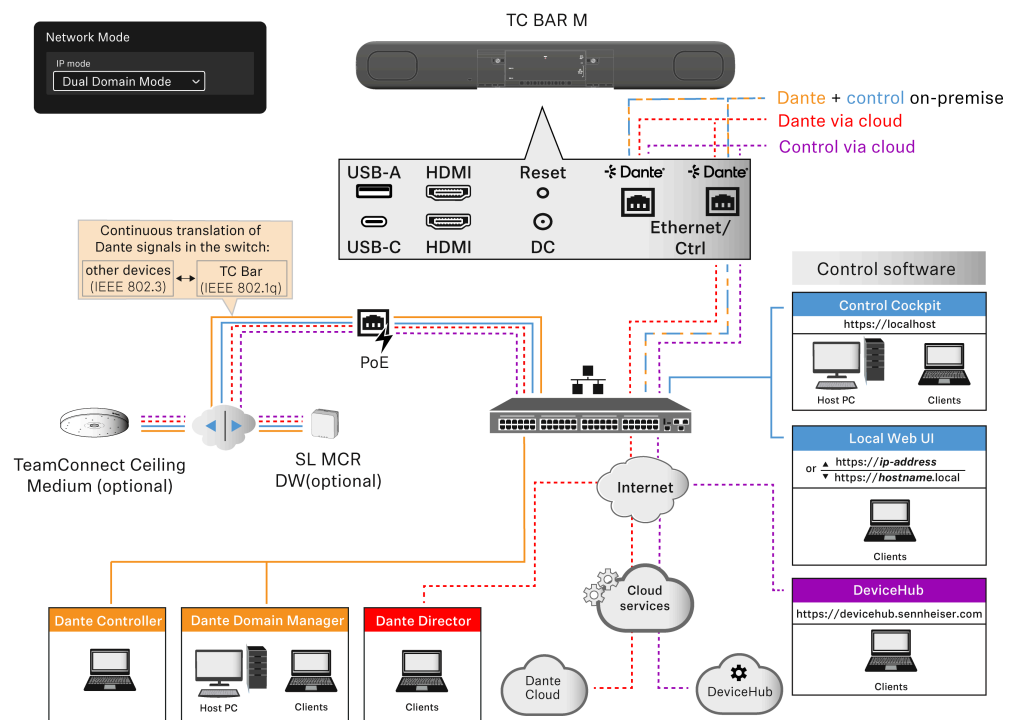 TC BAR M
Network Mode
IP mode
Dual Domain Mode
Dante + control on-premise
Dante via cloud
Control via cloud
USB-A
HDMI
Reset
Dante
Dante
USB-C
HDMI
DC
Ethernet/
Ctrl
Continuous translation of
Dante signals in the switch:
other devices
(IEEE 802.3)
TC Bar
(IEEE 802.1q)
PoE
TeamConnect Ceiling
Medium (optional)
SL MCR
DW(optional)
Control software
Control Cockpit
https://localhost
Host PC
Clients
Local Web UI
or
https://ip-address
https://hostname.local
Clients
DeviceHub
https://devicehub.sennheiser.com
Clients
Internet
Cloud
services
Dante
Cloud
DeviceHub
Dante Controller
Dante Domain Manager
Host PC
Clients
Dante Director
Clients